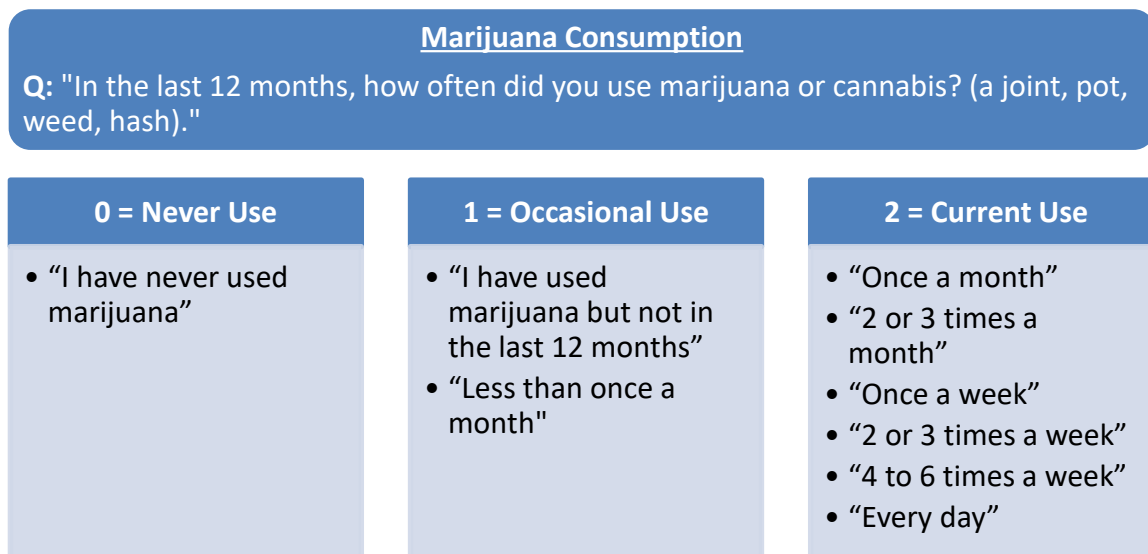 Marijuana Consumption
Q: "In the last 12 months, how often did you use marijuana or cannabis? (a joint, pot,
weed, hash)."
0 = Never Use
• “I have never used
marijuana”
1 = Occasional Use
• “I have used
marijuana but not in
the last 12 months”
• “Less than once a
month"
2 = Current Use
• “Once a month”
• “2 or 3 times a
month”
• “Once a week”
• “2 or 3 times a week”
• “4 to 6 times a week”
• “Every day”